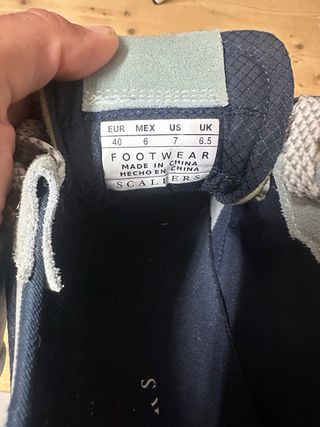 EUR MEX US UK
40 6 7 6.5
FOOTWEAR
MADE IN CHINA
HECHO EN CHINA
SCALPERS